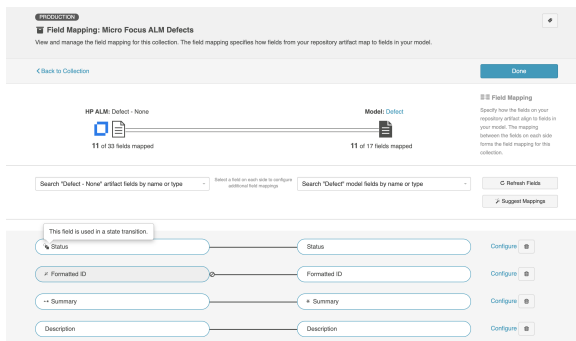 PRODUCTION
Field Mapping: Micro Focus ALM Defects
View and manage the field mapping for this collection. The field mapping specifies how fields from your repository artifact map to fields in your model.
Back to Collection
Done
HP ALM: Defect - None
Model: Defect
11 of 33 fields mapped
11 of 17 fields mapped
Field Mapping
Specify how the fields on your
repository artifact align to fields in
your model. The mapping
between the fields on each side
forms the field mapping for this
collection.
Search "Defect - None" artifact fields by name or type
Select a field on each side to configure
additional field mappings
Search "Defect" model fields by name or type
Refresh Fields
Suggest Mappings
This field is used in a state transition.
Status
Status
Configure
Formatted ID
Formatted ID
Configure
Summary
Summary
Configure
Description
Description
Configure